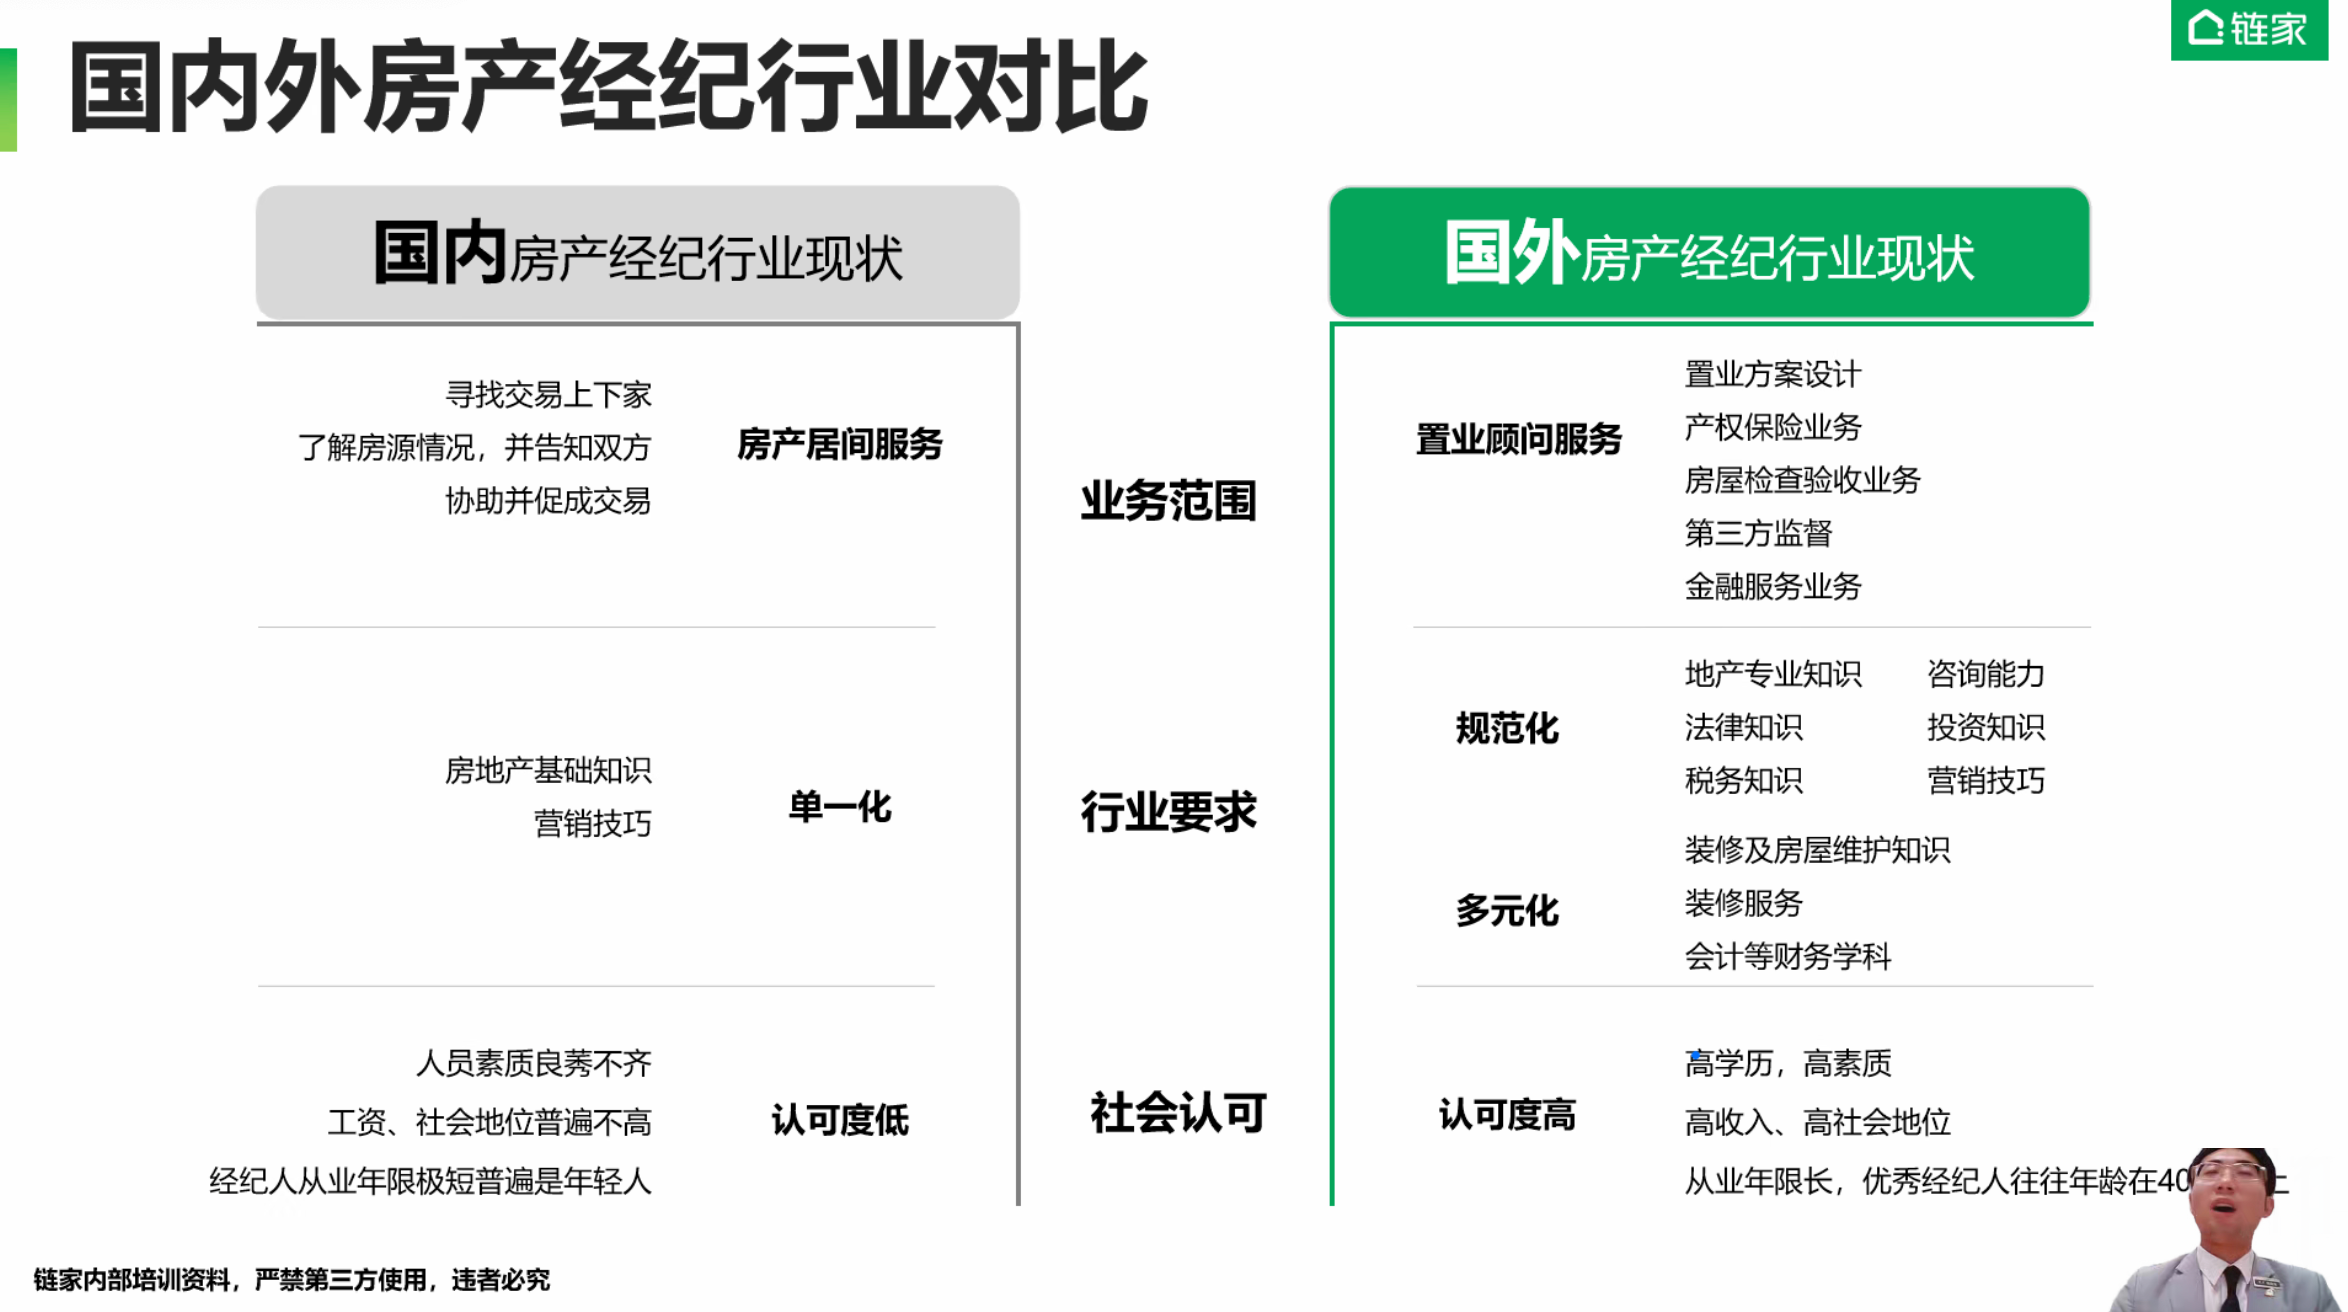 链家
国内外房产经纪行业对比
国内房产经纪行业现状
寻找交易上下家
了解房源情况，并告知双方
协助并促成交易
房产居间服务
房地产基础知识
营销技巧
单一化
人员素质良莠不齐
工资、社会地位普遍不高
经纪人从业年限极短普遍是年轻人
认可度低
业务范围
行业要求
社会认可
国外房产经纪行业现状
置业顾问服务
置业方案设计
产权保险业务
房屋检查验收业务
第三方监督
金融服务业务
规范化
地产专业知识 咨询能力
法律知识 投资知识
税务知识 营销技巧
多元化
装修及房屋维护知识
装修服务
会计等财务学科
认可度高
高学历，高素质
高收入、高社会地位
从业年限长，优秀经纪人往往年龄在40
链家内部培训资料，严禁第三方使用，违者必究